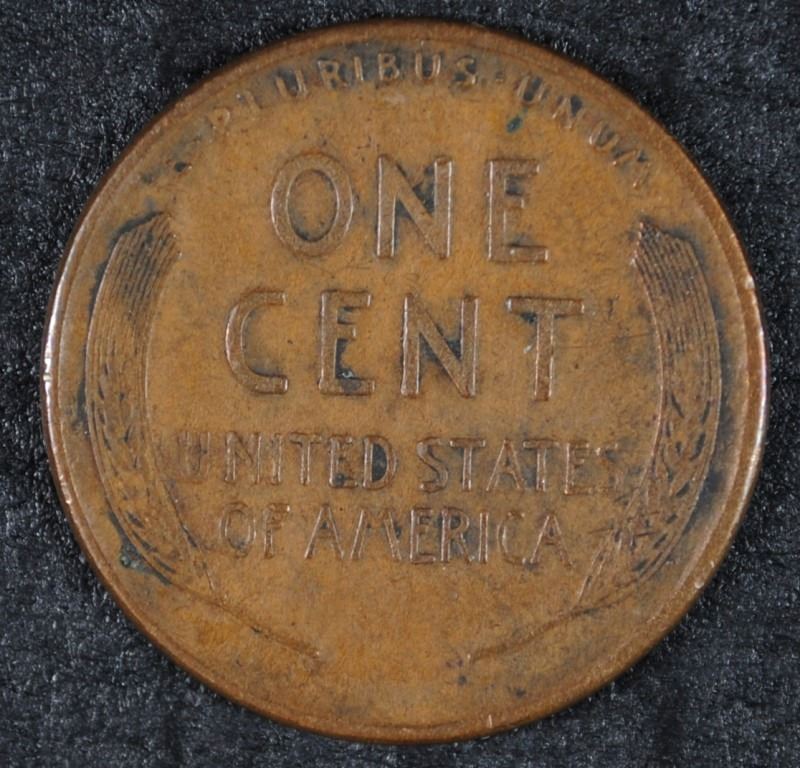 PLURIBUS · UNUM
ONE
CENT
UNITED STATES
OF AMERICA